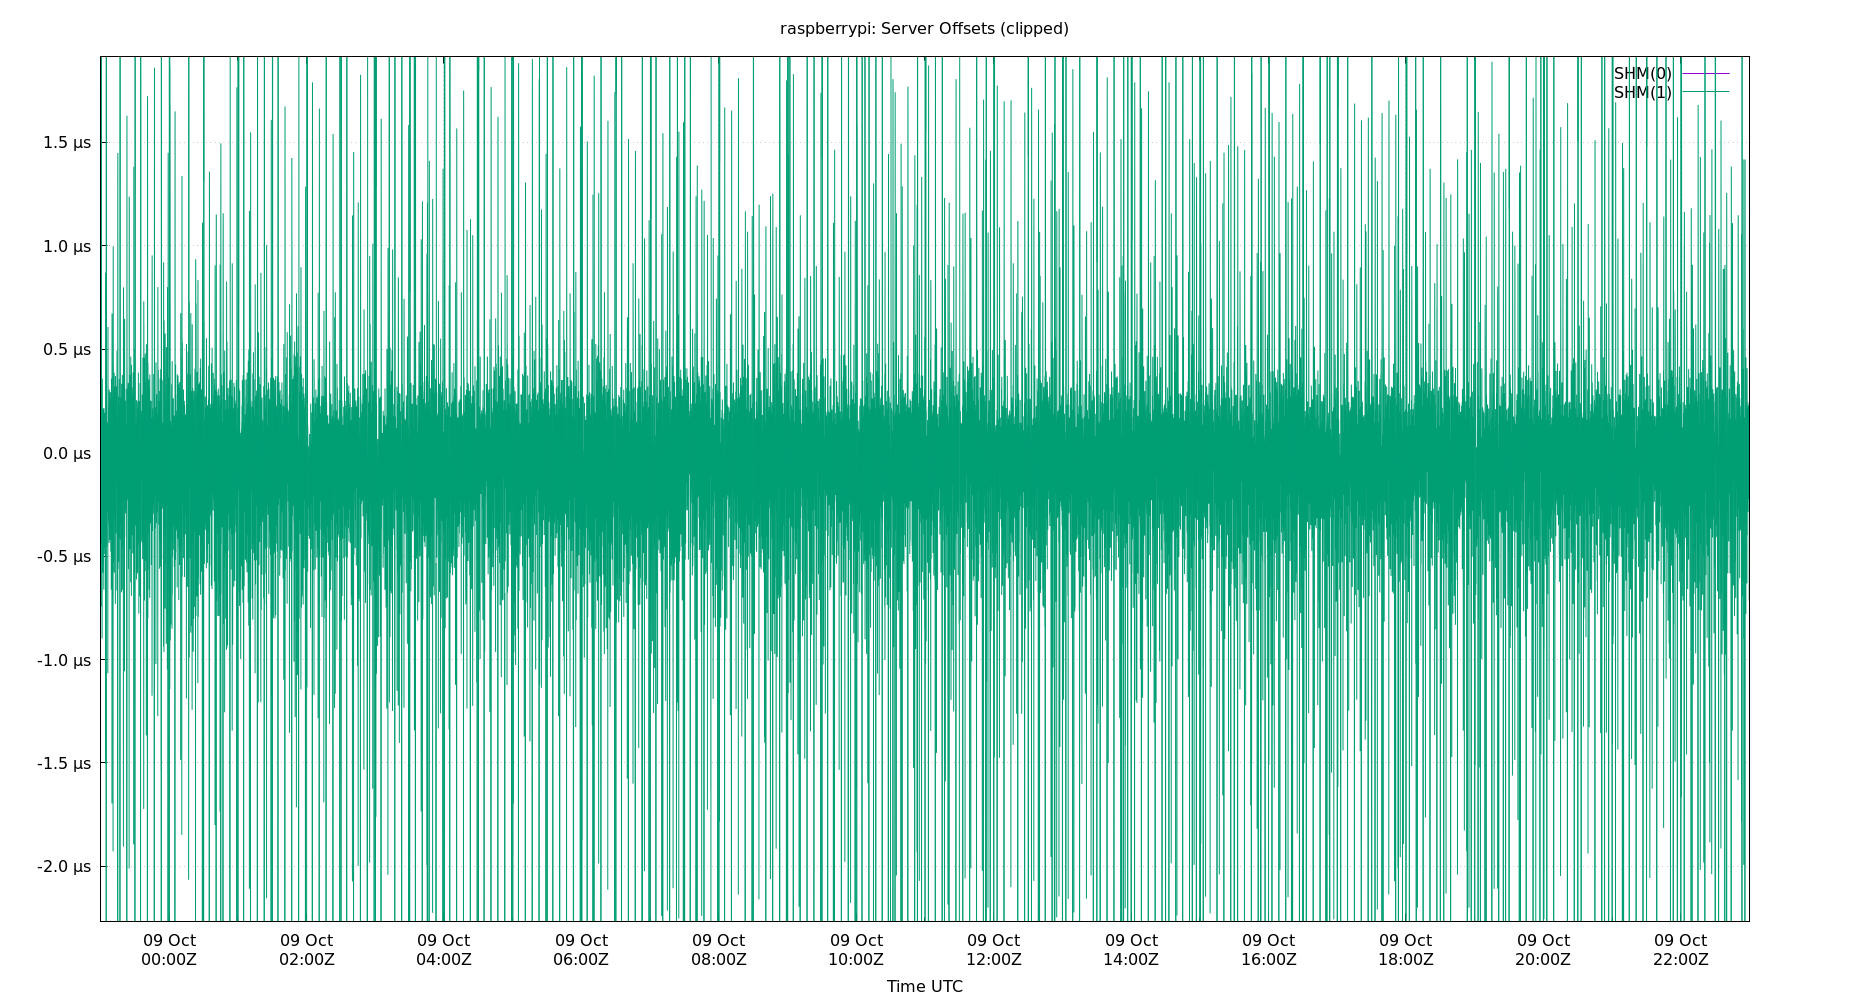 raspberrypi: Server Offsets (clipped)
SHM(0)
SHM(1)
1.5 µs
1.0 µs
0.5 µs
0.0 µs
-0.5 µs
-1.0 µs
-1.5 µs
-2.0 µs
09 Oct 09 Oct 09 Oct 09 Oct 09 Oct 09 Oct 09 Oct 09 Oct 09 Oct 09 Oct 09 Oct 09 Oct
00:00Z 02:00Z 04:00Z 06:00Z 08:00Z 10:00Z 12:00Z 14:00Z 16:00Z 18:00Z 20:00Z 22:00Z
Time UTC